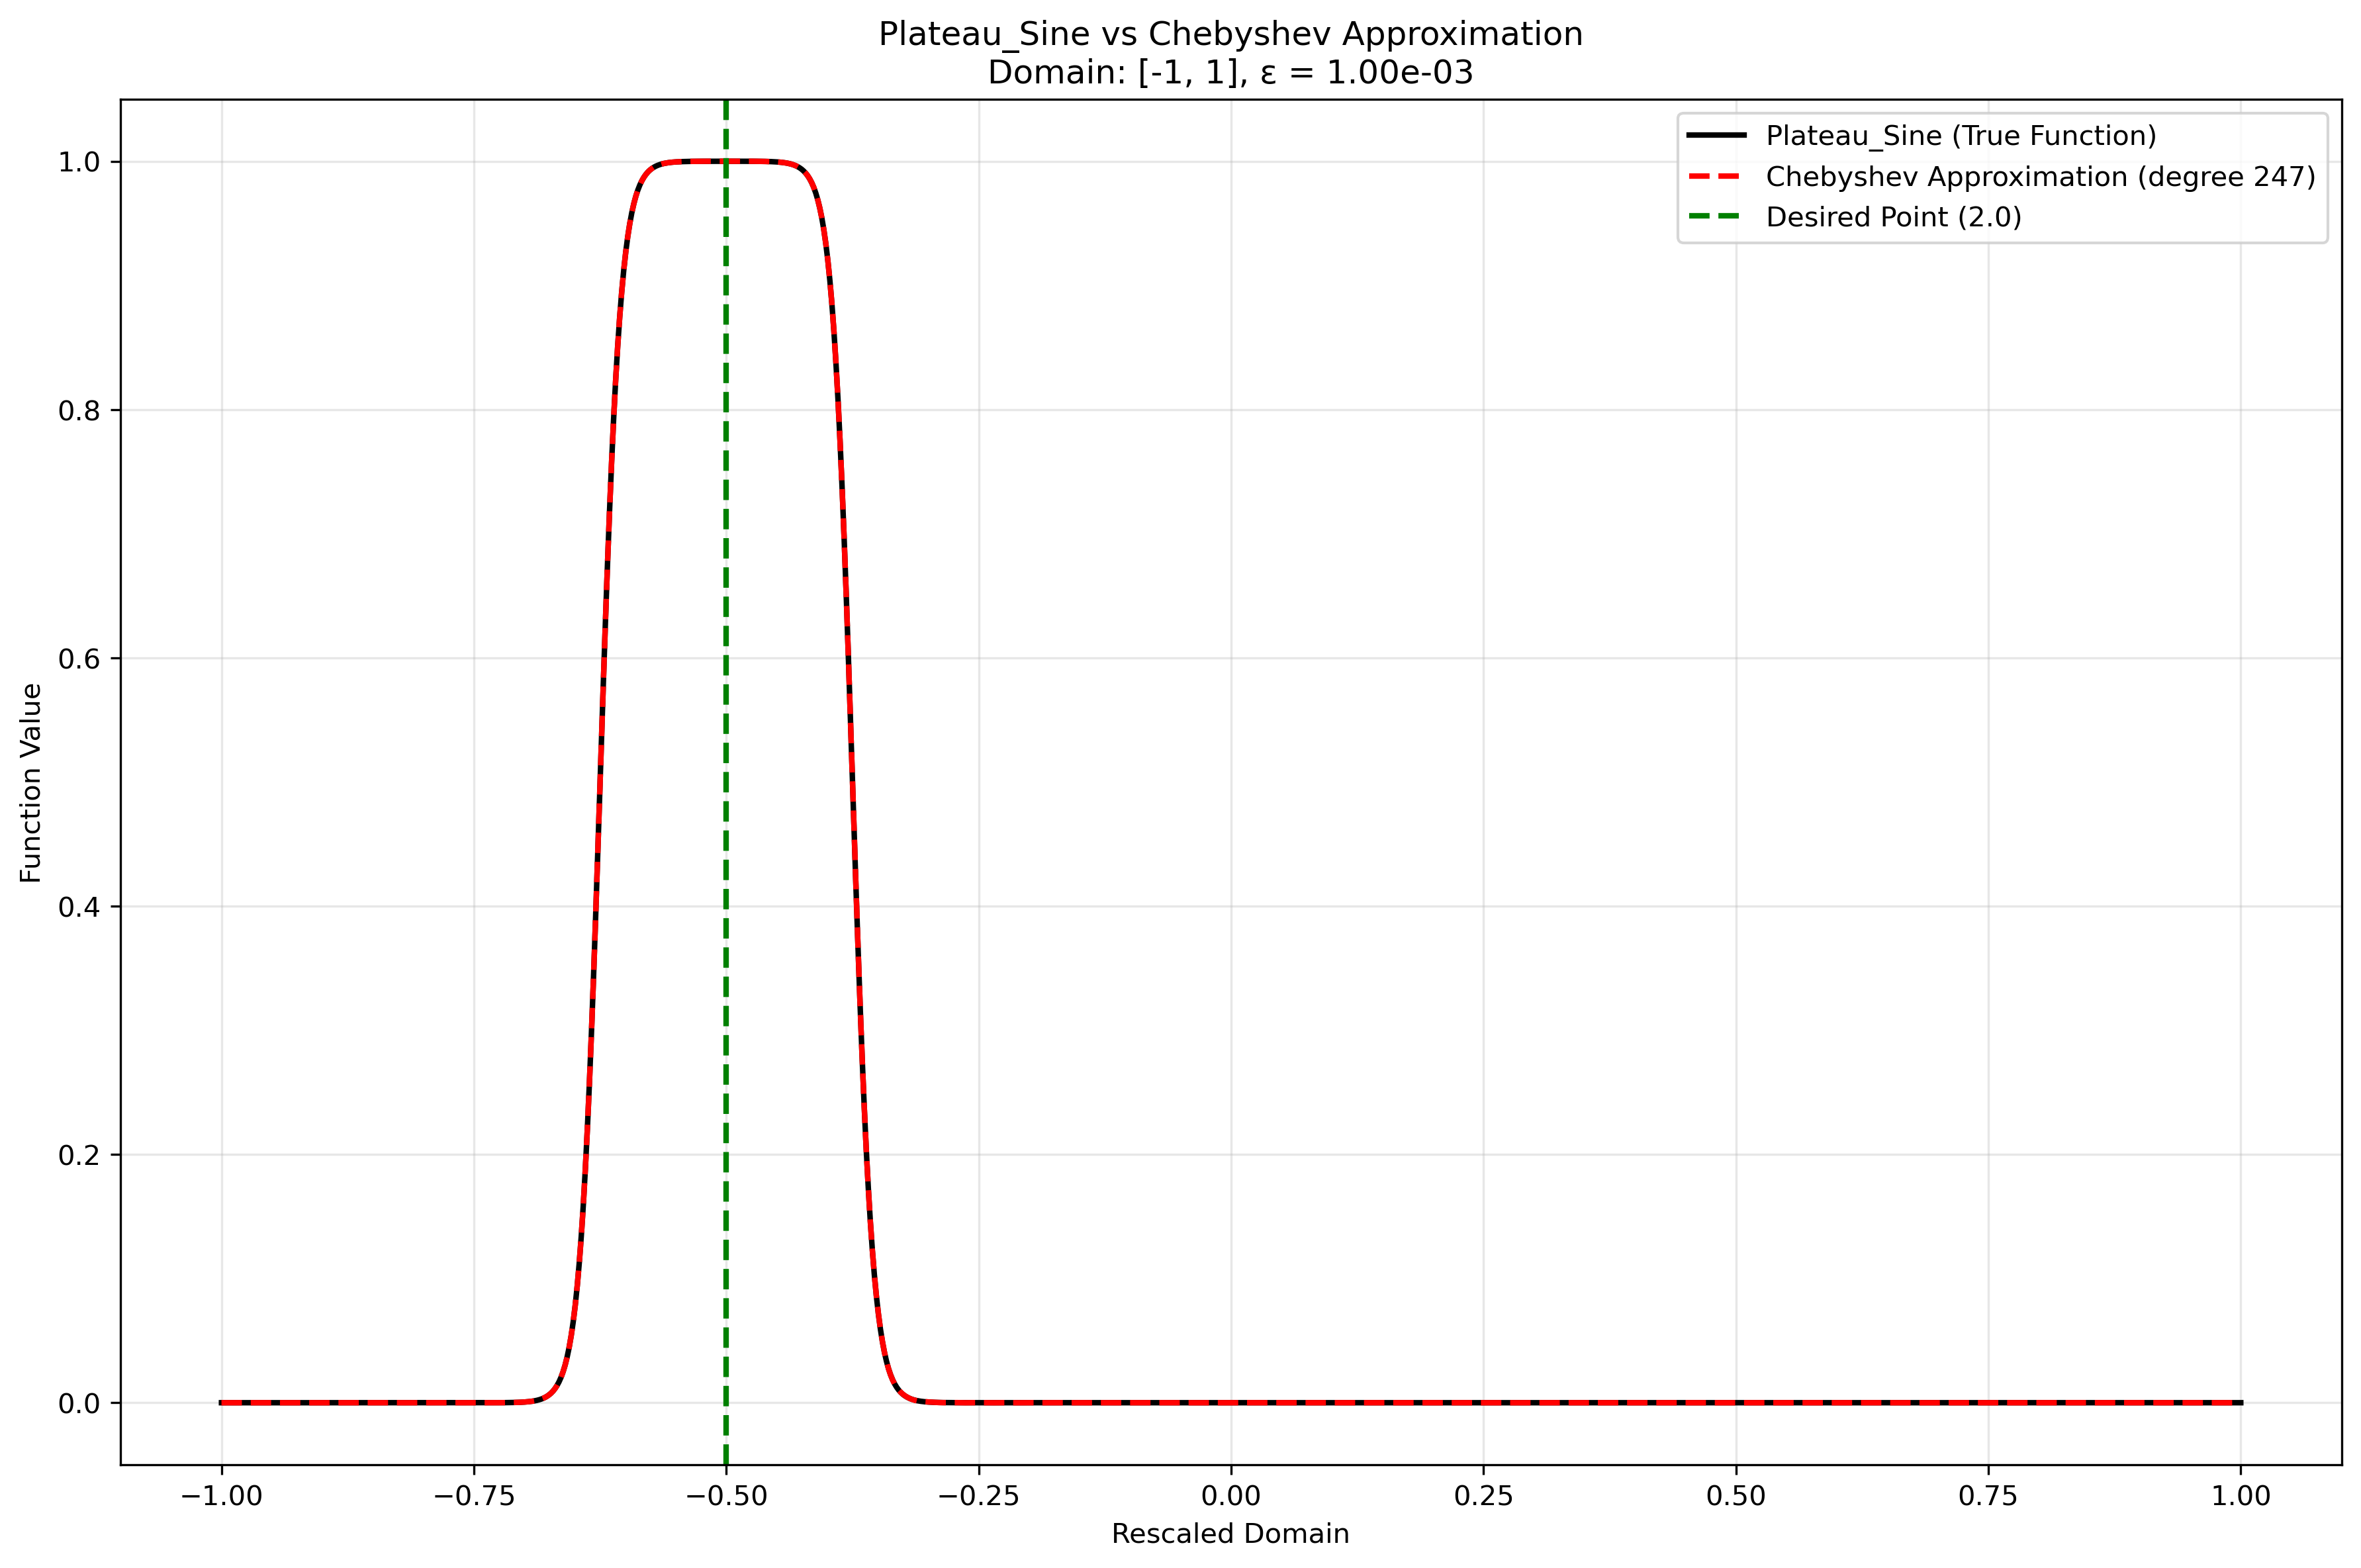 Plateau_Sine vs Chebyshev Approximation
Domain: [-1, 1], ε = 1.00e-03
Plateau_Sine (True Function)
Chebyshev Approximation (degree 247)
Desired Point (2.0)
Function Value
1.0
0.8
0.6
0.4
0.2
0.0
−1.00
−0.75
−0.50
−0.25
0.00
0.25
0.50
0.75
1.00
Rescaled Domain